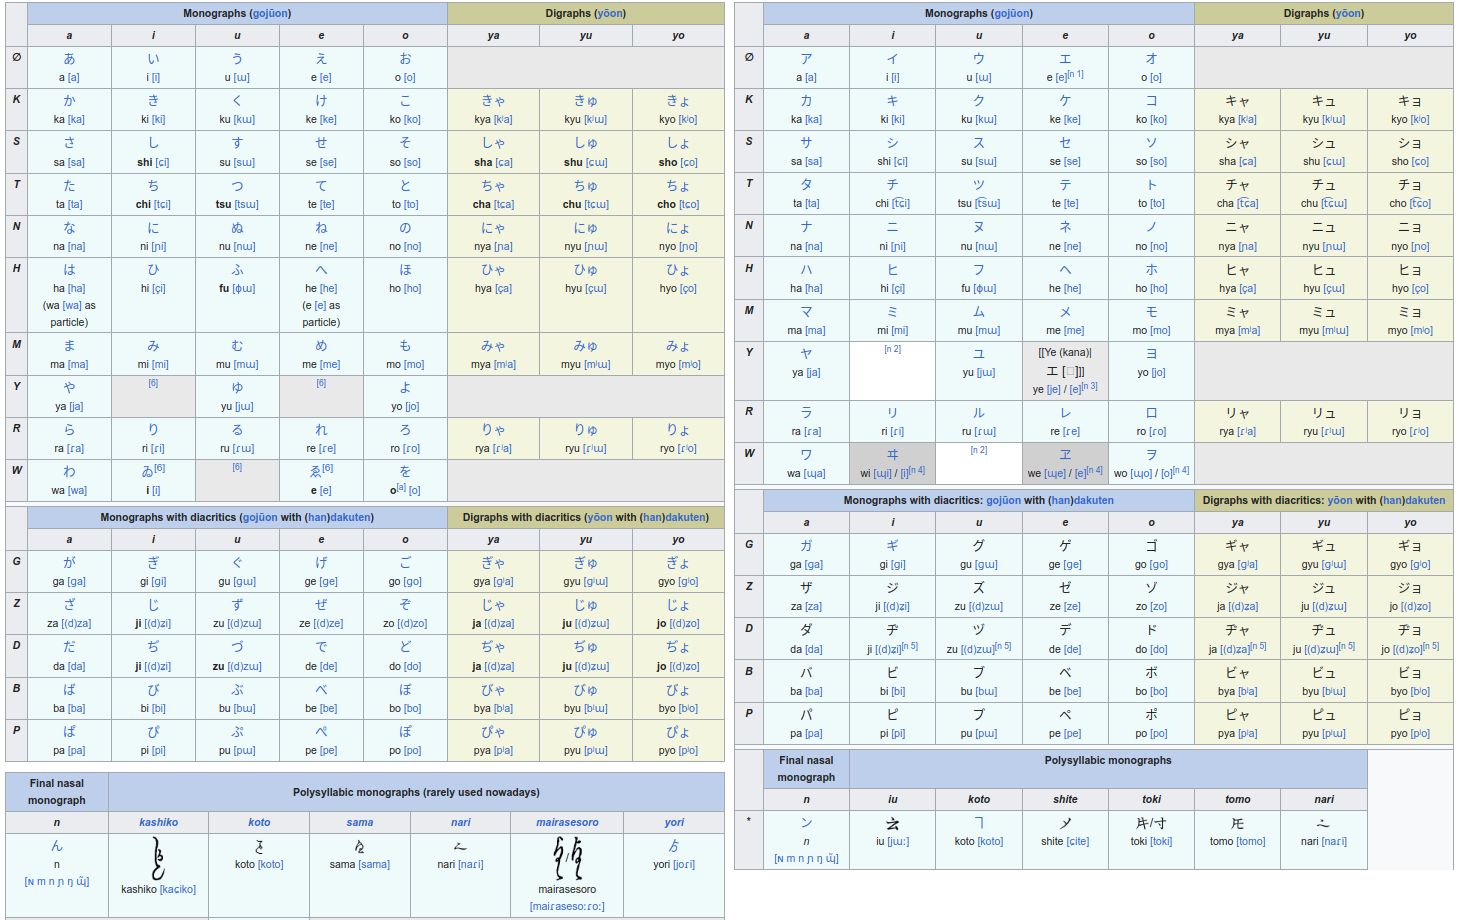 Monographs (gojūon) Digraphs (yōon)
a i u e o ya yu yo
∅ あ い う え お
a [a] i [i] u [ɯ] e [e] o [o]
K か き く け こ きゃ きゅ きょ
ka [ka] ki [ki] ku [kɯ] ke [ke] ko [ko] kya [kʲa] kyu [kʲɯ] kyo [kʲo]
S さ し す せ そ しゃ しゅ しょ
sa [sa] shi [ɕi] su [sɯ] se [se] so [so] sha [ɕa] shu [ɕɯ] sho [ɕo]
T た ち つ て と ちゃ ちゅ ちょ
ta [ta] chi [tɕi] tsu [tsɯ] te [te] to [to] cha [tɕa] chu [tɕɯ] cho [tɕo]
N な に ぬ ね の にゃ にゅ にょ
na [na] ni [ɲi] nu [nɯ] ne [ne] no [no] nya [ɲa] nyu [ɲɯ] nyo [ɲo]
H は ひ ふ へ ほ ひゃ ひゅ ひょ
ha [ha] hi [çi] fu [ɸɯ] he [he] ho [ho] hya [ça] hyu [çɯ] hyo [ço]
(wa [wa] as (e [e] as
particle) particle)
M ま み む め も みゃ みゅ みょ
ma [ma] mi [mi] mu [mɯ] me [me] mo [mo] mya [mʲa] myu [mʲɯ] myo [mʲo]
Y や [6] ゆ [6] よ
ya [ja] yu [jɯ] yo [jo]
R ら り る れ ろ りゃ りゅ りょ
ra [ɾa] ri [ɾi] ru [ɾɯ] re [ɾe] ro [ɾo] rya [ɾʲa] ryu [ɾʲɯ] ryo [ɾʲo]
W わ ゐ[6] [6] ゑ[6] を
wa [wa] i [i] e [e] o[a] [o]
Monographs with diacritics (gojūon with (han)dakuten) Digraphs with diacritics (yōon with (han)dakuten)
a i u e o ya yu yo
G が ぎ ぐ げ ご ぎゃ ぎゅ ぎょ
ga [ɡa] gi [ɡi] gu [ɡɯ] ge [ɡe] go [ɡo] gya [ɡʲa] gyu [ɡʲɯ] gyo [ɡʲo]
Z ざ じ ず ぜ ぞ じゃ じゅ じょ
za [(d)za] ji [(d)ʑi] zu [(d)zɯ] ze [(d)ze] zo [(d)zo] ja [(d)ʑa] ju [(d)ʑɯ] jo [(d)ʑo]
D だ ぢ づ で ど ぢゃ ぢゅ ぢょ
da [da] ji [(d)ʑi] zu [(d)zɯ] de [de] do [do] ja [(d)ʑa] ju [(d)ʑɯ] jo [(d)ʑo]
B ば び ぶ べ ぼ びゃ びゅ びょ
ba [ba] bi [bi] bu [bɯ] be [be] bo [bo] bya [bʲa] byu [bʲɯ] byo [bʲo]
P ぱ ぴ ぷ ぺ ぽ ぴゃ ぴゅ ぴょ
pa [pa] pi [pi] pu [pɯ] pe [pe] po [po] pya [pʲa] pyu [pʲɯ] pyo [pʲo]
Final nasal
monograph
Polysyllabic monographs (rarely used nowadays)
n kashiko koto sama nari mairasesoro yori
ん /
n kashiko [kaɕiko] koto [koto] sama [sama] nari [naɾi] mairasesoro yori [joɾi]
[ɴ m n ɲ ŋ ɰ̃] [maiɾasesoːɾoː]
Monographs (gojūon) Digraphs (yōon)
a i u e o ya yu yo
∅ ア イ ウ エ オ
a [a] i [i] u [ɯ] e [e][n 1] o [o]
K カ キ ク ケ コ キャ キュ キョ
ka [ka] ki [ki] ku [kɯ] ke [ke] ko [ko] kya [kʲa] kyu [kʲɯ] kyo [kʲo]
S サ シ ス セ ソ シャ シュ ショ
sa [sa] shi [ɕi] su [sɯ] se [se] so [so] sha [ɕa] shu [ɕɯ] sho [ɕo]
T タ チ ツ テ ト チャ チュ チョ
ta [ta] chi [t͡ɕi] tsu [t͡sɯ] te [te] to [to] cha [t͡ɕa] chu [t͡ɕɯ] cho [t͡ɕo]
N ナ ニ ヌ ネ ノ ニャ ニュ ニョ
na [na] ni [ɲi] nu [nɯ] ne [ne] no [no] nya [ɲa] nyu [ɲɯ] nyo [ɲo]
H ハ ヒ フ ヘ ホ ヒャ ヒュ ヒョ
ha [ha] hi [çi] fu [ɸɯ] he [he] ho [ho] hya [ça] hyu [çɯ] hyo [ço]
M マ ミ ム メ モ ミャ ミュ ミョ
ma [ma] mi [mi] mu [mɯ] me [me] mo [mo] mya [mʲa] myu [mʲɯ] myo [mʲo]
Y ヤ [n 2] ユ [[Ye (kana)| ヨ
ya [ja] yu [jɯ] エ [□]]] yo [jo]
ye [je] / [e][n 3]
R ラ リ ル レ ロ リャ リュ リョ
ra [ɾa] ri [ɾi] ru [ɾɯ] re [ɾe] ro [ɾo] rya [ɾʲa] ryu [ɾʲɯ] ryo [ɾʲo]
W ワ ヰ [n 2] ヱ ヲ
wa [ɰa] wi [ɰi] / [i][n 4] we [ɰe] / [e][n 4] wo [ɰo] / [o][n 4]
Monographs with diacritics: gojūon with (han)dakuten Digraphs with diacritics: yōon with (han)dakuten
a i u e o ya yu yo
G ガ ギ グ ゲ ゴ ギャ ギュ ギョ
ga [ɡa] gi [ɡi] gu [ɡɯ] ge [ɡe] go [ɡo] gya [ɡʲa] gyu [ɡʲɯ] gyo [ɡʲo]
Z ザ ジ ズ ゼ ゾ ジャ ジュ ジョ
za [za] ji [(d)ʑi] zu [(d)zɯ] ze [ze] zo [zo] ja [(d)ʑa] ju [(d)ʑɯ] jo [(d)ʑo]
D ダ ヂ ヅ デ ド ヂャ ヂュ ヂョ
da [da] ji [(d)ʑi][n 5] zu [(d)zɯ][n 5] de [de] do [do] ja [(d)ʑa][n 5] ju [(d)ʑɯ][n 5] jo [(d)ʑo][n 5]
B バ ビ ブ ベ ボ ビャ ビュ ビョ
ba [ba] bi [bi] bu [bɯ] be [be] bo [bo] bya [bʲa] byu [bʲɯ] byo [bʲo]
P パ ピ プ ペ ポ ピャ ピュ ピョ
pa [pa] pi [pi] pu [pɯ] pe [pe] po [po] pya [pʲa] pyu [pʲɯ] pyo [pʲo]
Final nasal
monograph
Polysyllabic monographs
n iu koto shite toki tomo nari
* ン ヿ /寸
n iu [jɯː] koto [koto] shite [ɕite] toki [toki] tomo [tomo] nari [naɾi]
[ɴ m n ɲ ŋ ɰ̃]